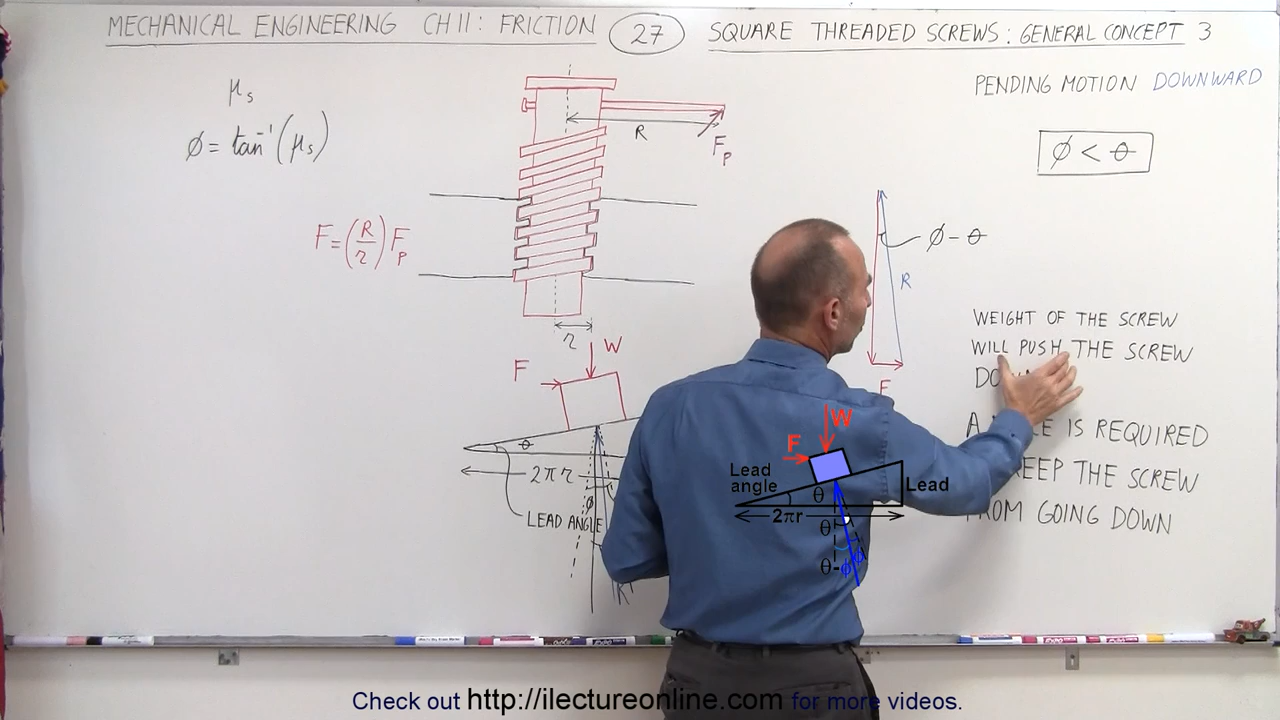 MECHANICAL ENGINEERING CH 11: FRICTION 27 SQUARE THREADED SCREWS: GENERAL CONCEPT 3
PENDING MOTION DOWNWARD
μs
ϕ = tan⁻¹(μs)
R
Fp
ϕ < θ
F = (R/r) Fp
ϕ - θ
R
F
r
F
W
θ
2πr
LEAD ANGLE
ϕ
WEIGHT OF THE SCREW
WILL PUSH THE SCREW
A IS REQUIRED
THE SCREW
FROM GOING DOWN
W
F
Lead
angle
θ
Lead
2πr
θ
θ-ϕ
ϕ
Check out http://ilectureonline.com for more videos.